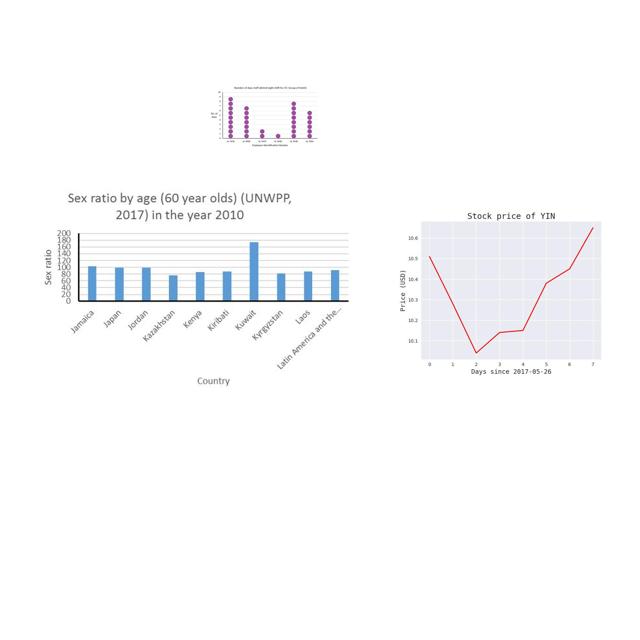 Sex ratio by age (60 year olds) (UNWPP,
2017) in the year 2010
200
180
160
140
120
100
80
60
40
20
0
Sex ratio
Jamaica
Japan
Jordan
Kazakhstan
Kenya
Kiribati
Kuwait
Kyrgyzstan
Laos
Latin America and the...
Country
Stock price of YIN
10.6
10.5
10.4
10.3
10.2
10.1
Price (USD)
0 1 2 3 4 5 6 7
Days since 2017-05-26